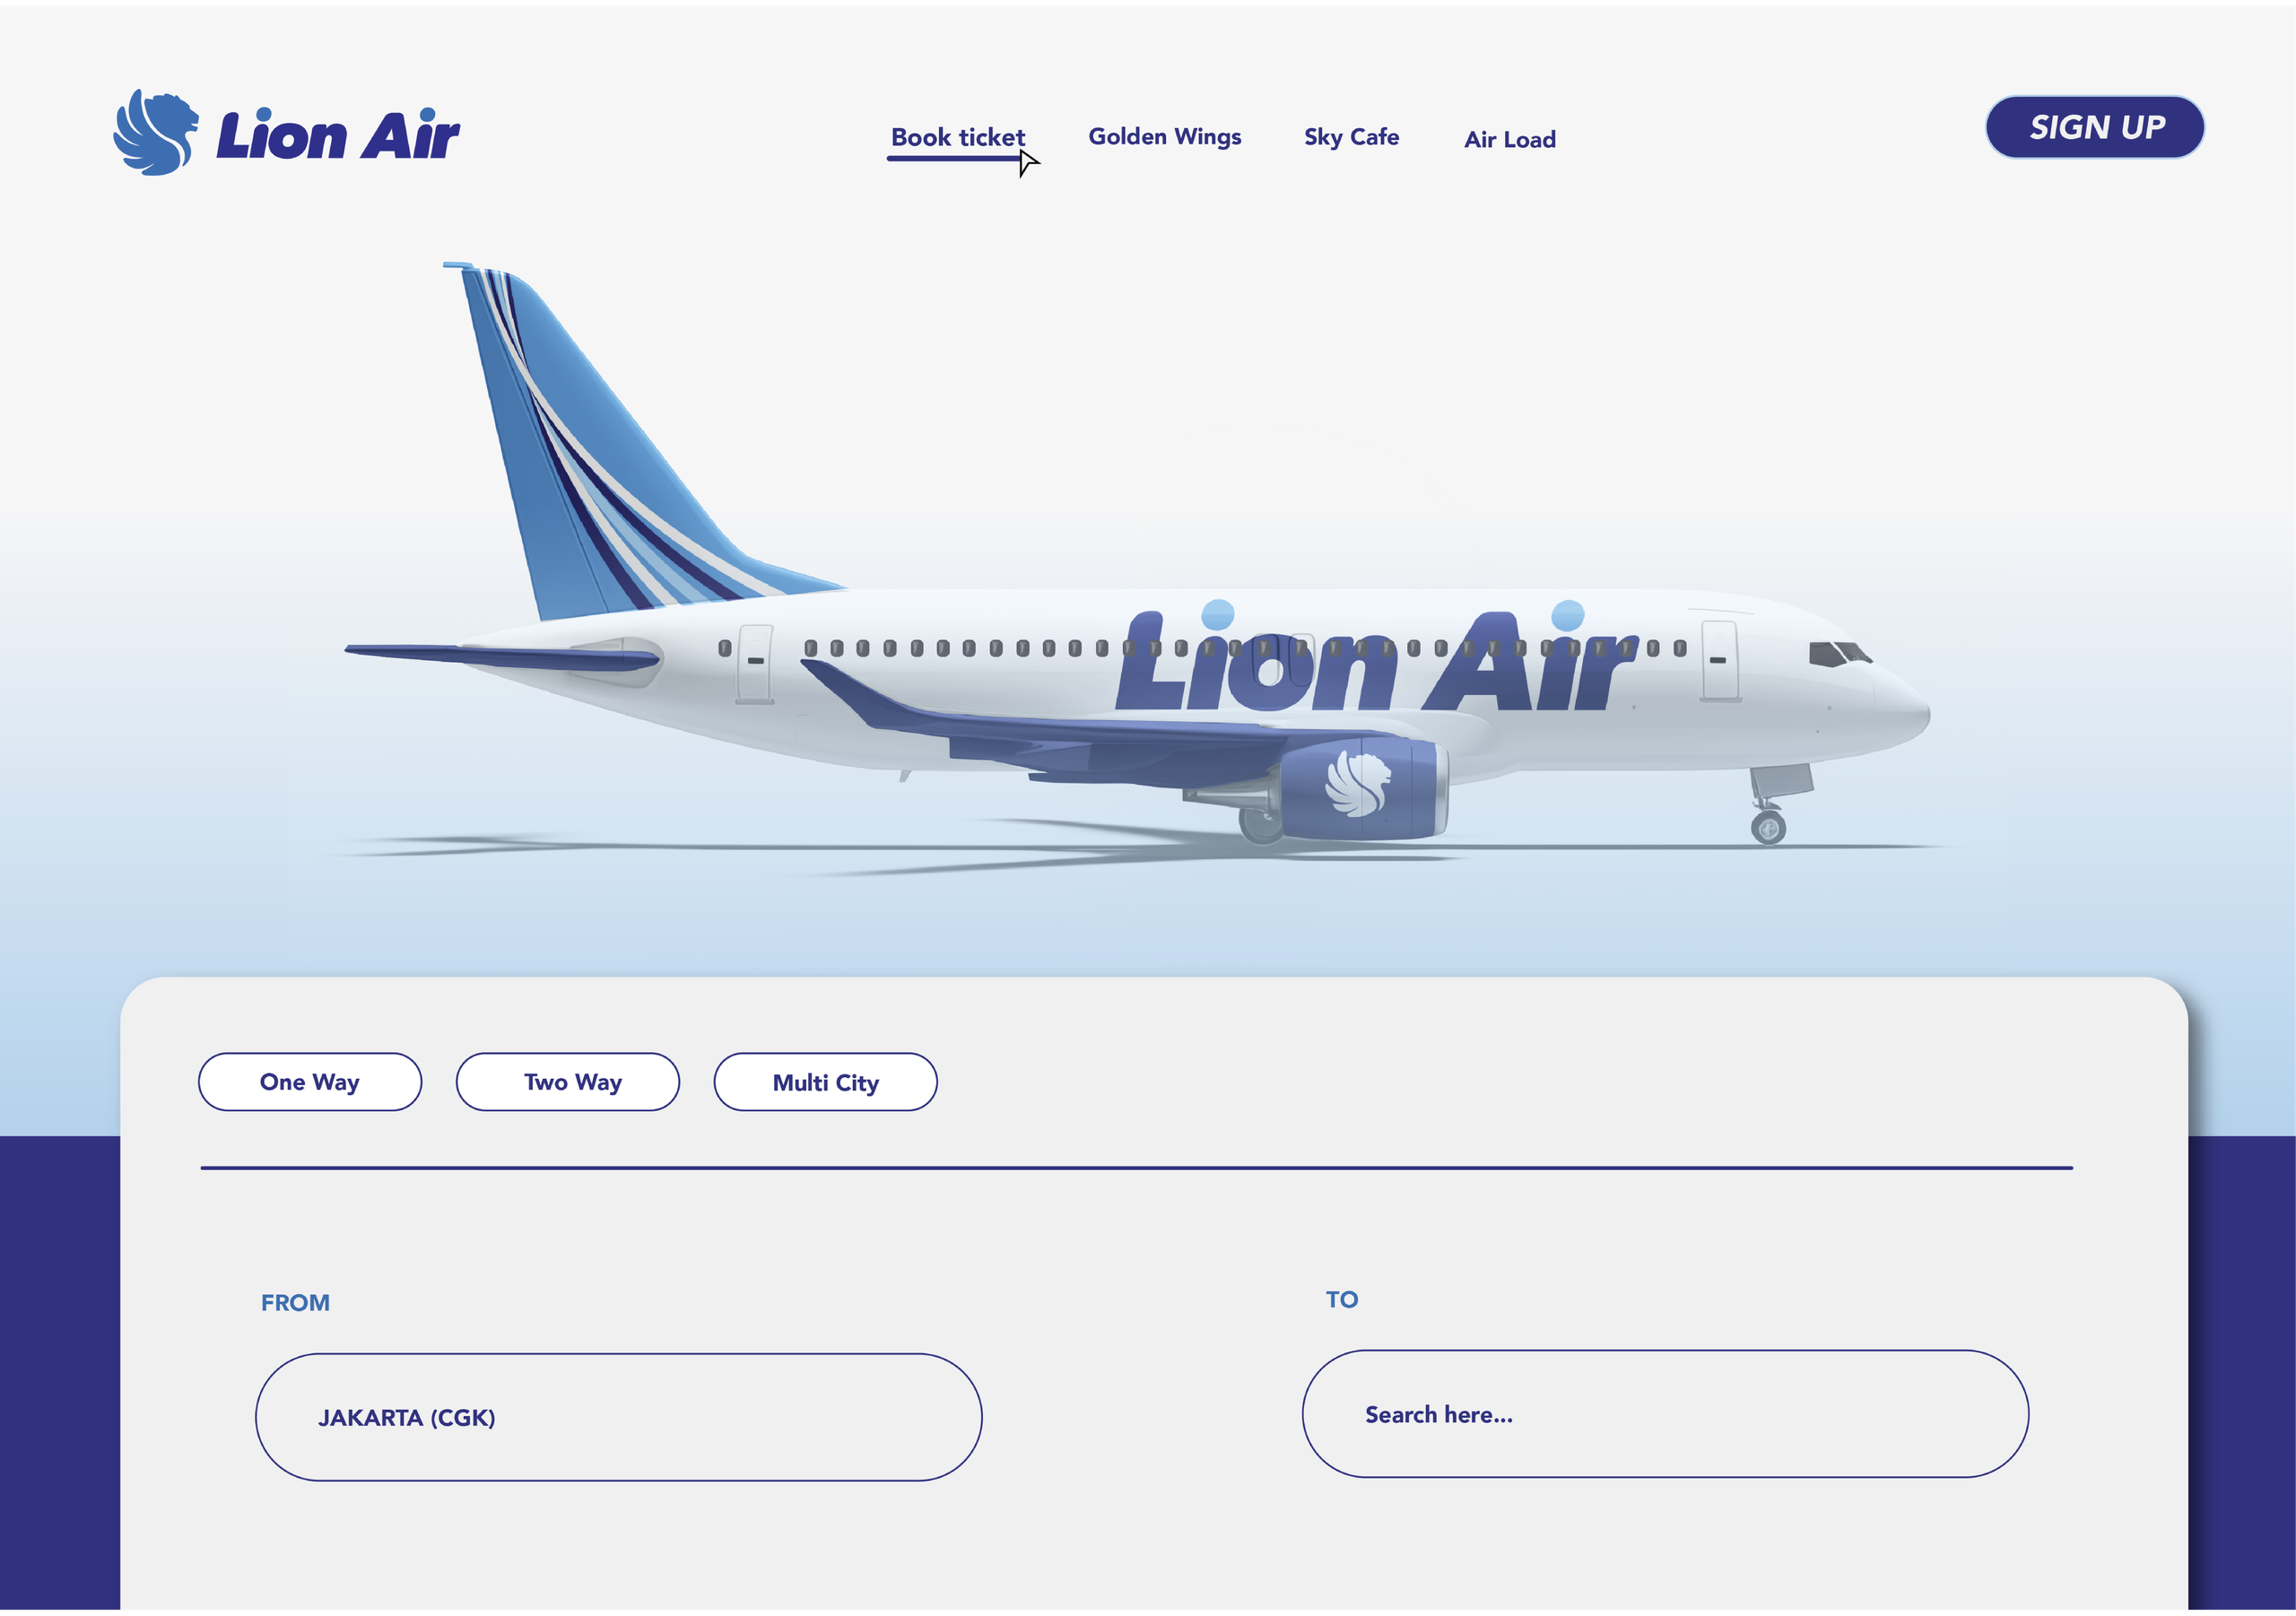 Lion Air
Book ticket
Golden Wings
Sky Cafe
Air Load
SIGN UP
Lion Air
One Way
Two Way
Multi City
FROM
TO
JAKARTA (CGK)
Search here...